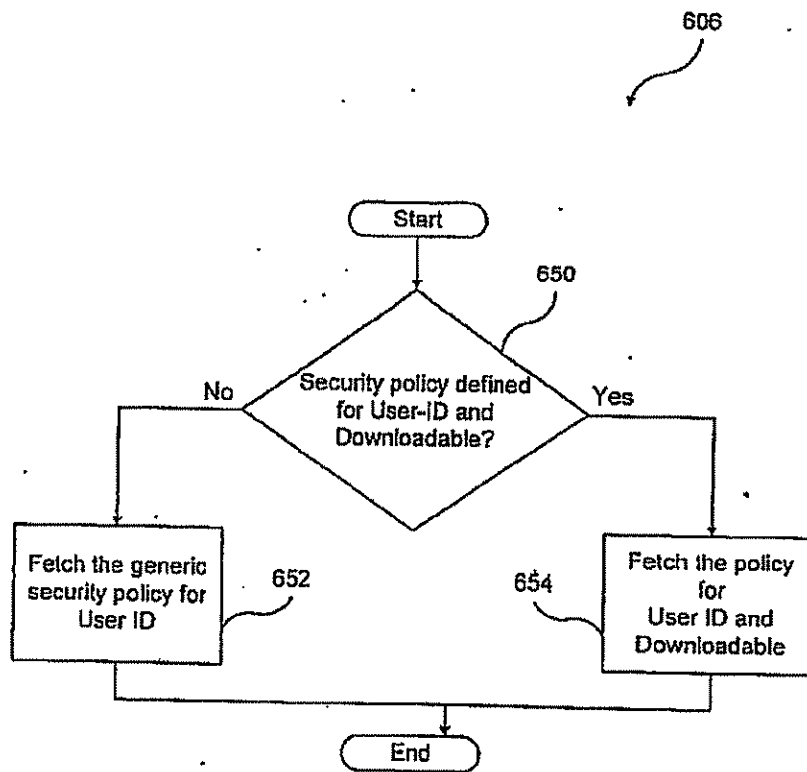 606
Start
650
Security policy defined
for User-ID and
Downloadable?
No
Yes
Fetch the generic
security policy for
User ID
652
654
Fetch the policy
for
User ID and
Downloadable
End